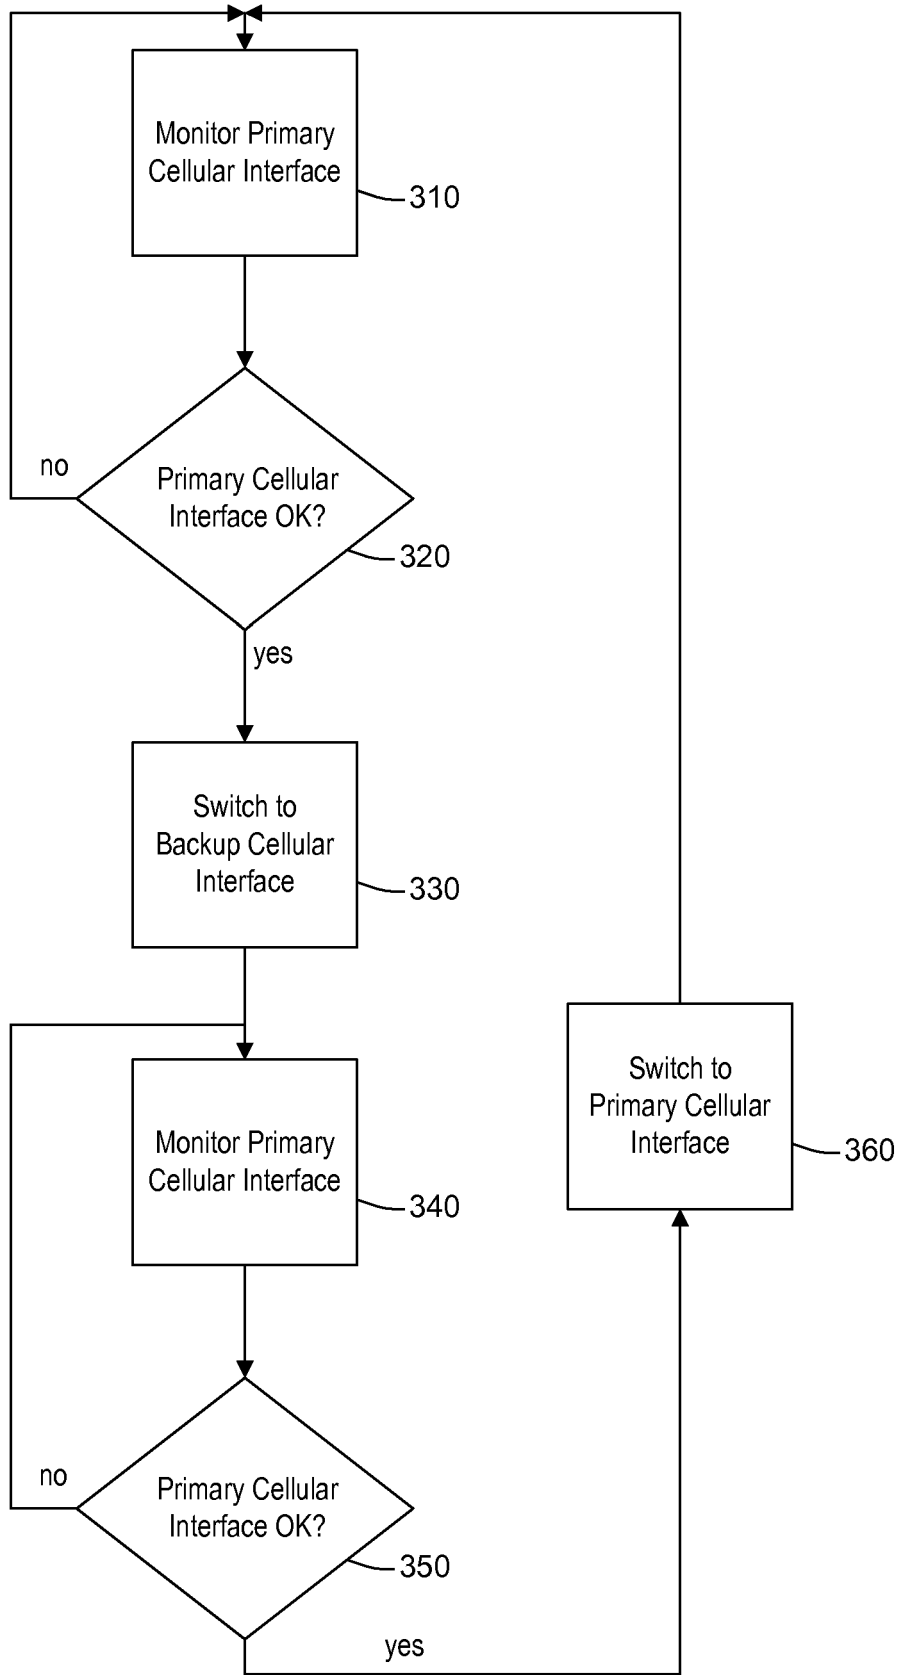 Monitor Primary
Cellular Interface
310
Primary Cellular
Interface OK?
320
no
yes
Switch to
Backup Cellular
Interface
330
Monitor Primary
Cellular Interface
340
Primary Cellular
Interface OK?
350
no
yes
Switch to
Primary Cellular
Interface
360